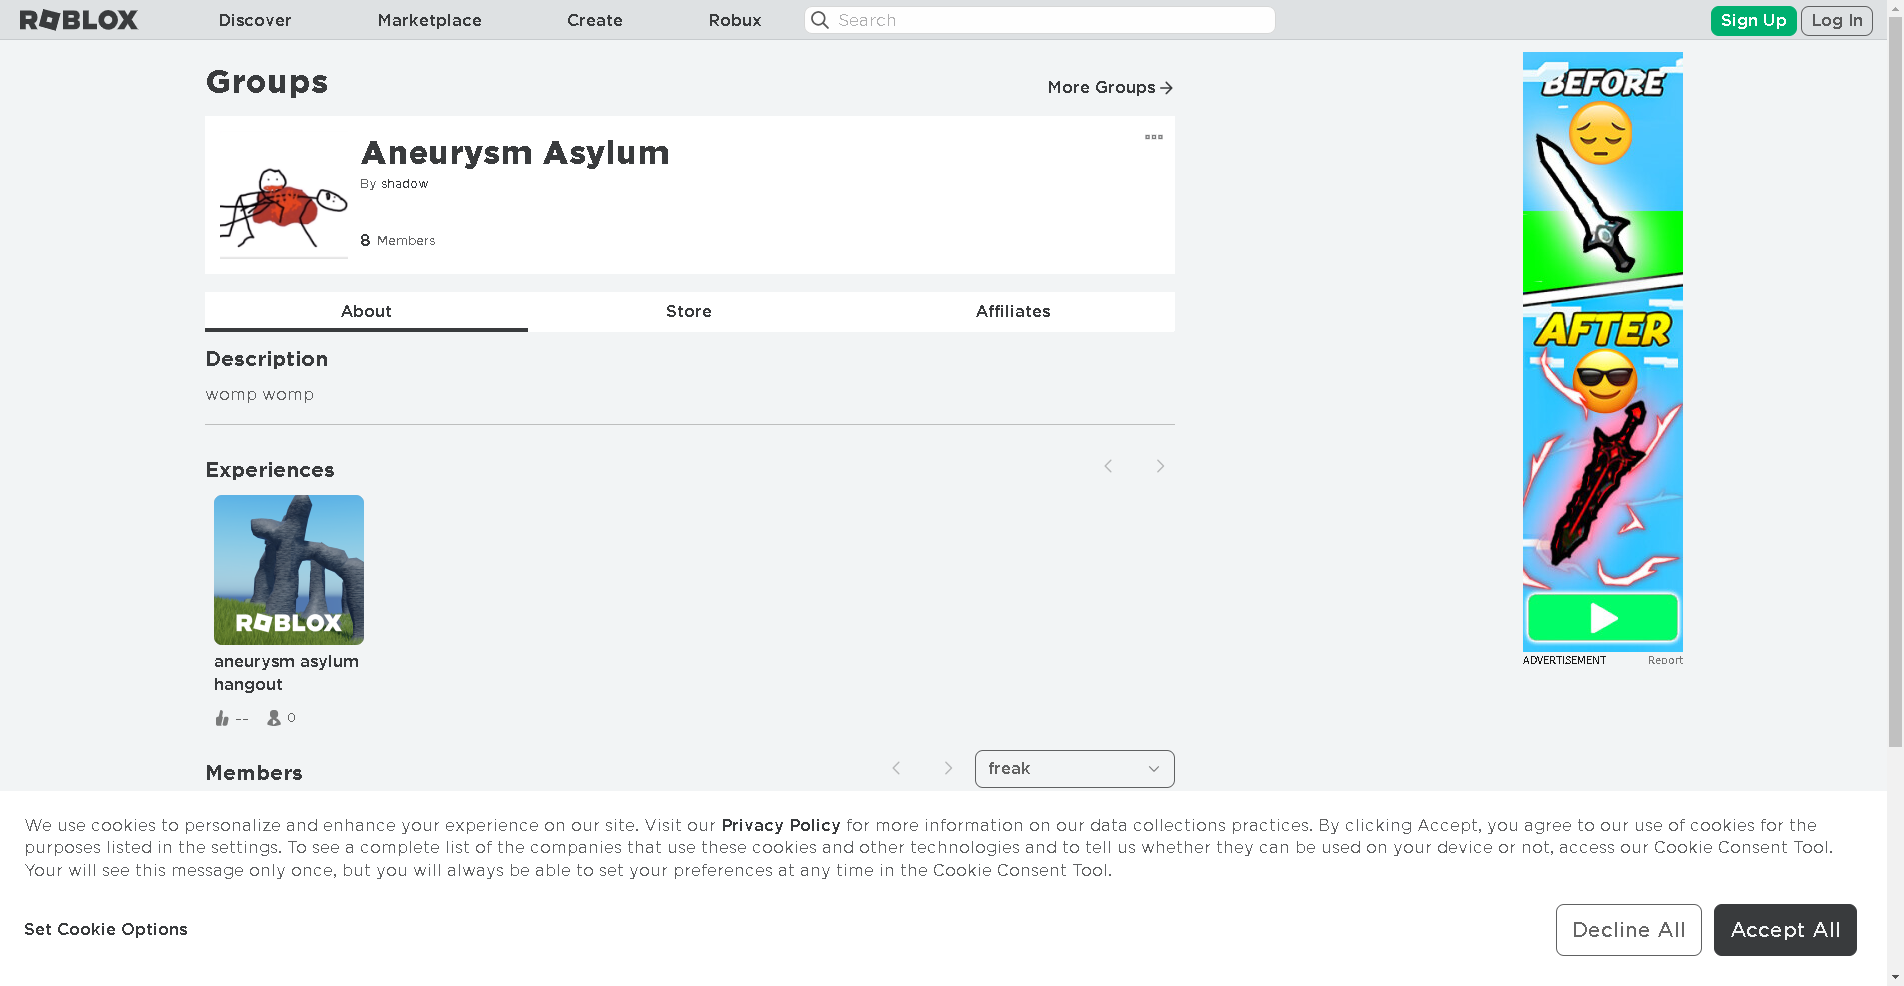 ROBLOX
Discover
Marketplace
Create
Robux
Search
Sign Up
Log In
Groups
More Groups
Aneurysm Asylum
By shadow
8 Members
About
Store
Affiliates
Description
womp womp
Experiences
ROBLOX
aneurysm asylum
hangout
--
0
Members
freak
BEFORE
AFTER
ADVERTISEMENT
Report
We use cookies to personalize and enhance your experience on our site. Visit our Privacy Policy for more information on our data collections practices. By clicking Accept, you agree to our use of cookies for the
purposes listed in the settings. To see a complete list of the companies that use these cookies and other technologies and to tell us whether they can be used on your device or not, access our Cookie Consent Tool.
Your will see this message only once, but you will always be able to set your preferences at any time in the Cookie Consent Tool.
Set Cookie Options
Decline All
Accept All